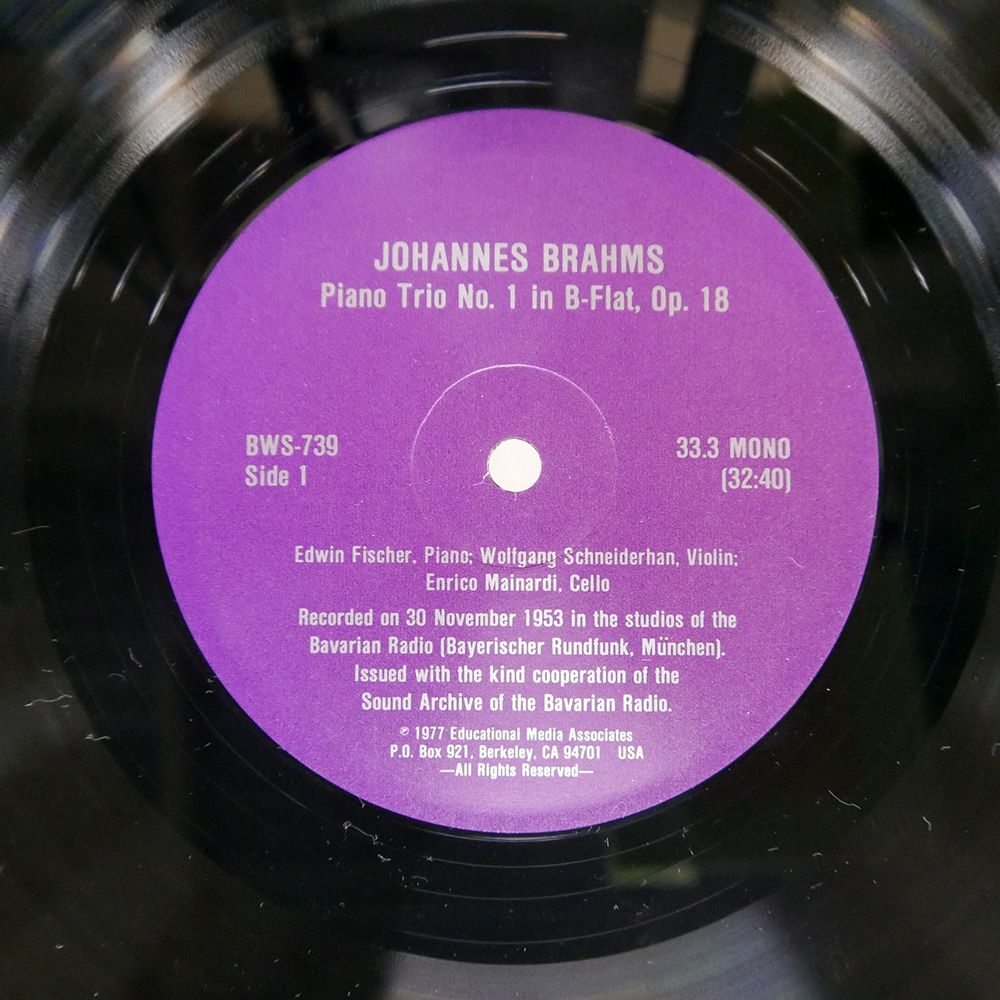 JOHANNES BRAHMS
Piano Trio No. 1 in B-Flat, Op. 18
BWS-739
Side 1
33.3 MONO
(32:40)
Edwin Fischer, Piano; Wolfgang Schneiderhan, Violin;
Enrico Mainardi, Cello
Recorded on 30 November 1953 in the studios of the
Bavarian Radio (Bayerischer Rundfunk, München).
Issued with the kind cooperation of the
Sound Archive of the Bavarian Radio.
℗ 1977 Educational Media Associates
P.O. Box 921, Berkeley, CA 94701 USA
—All Rights Reserved—